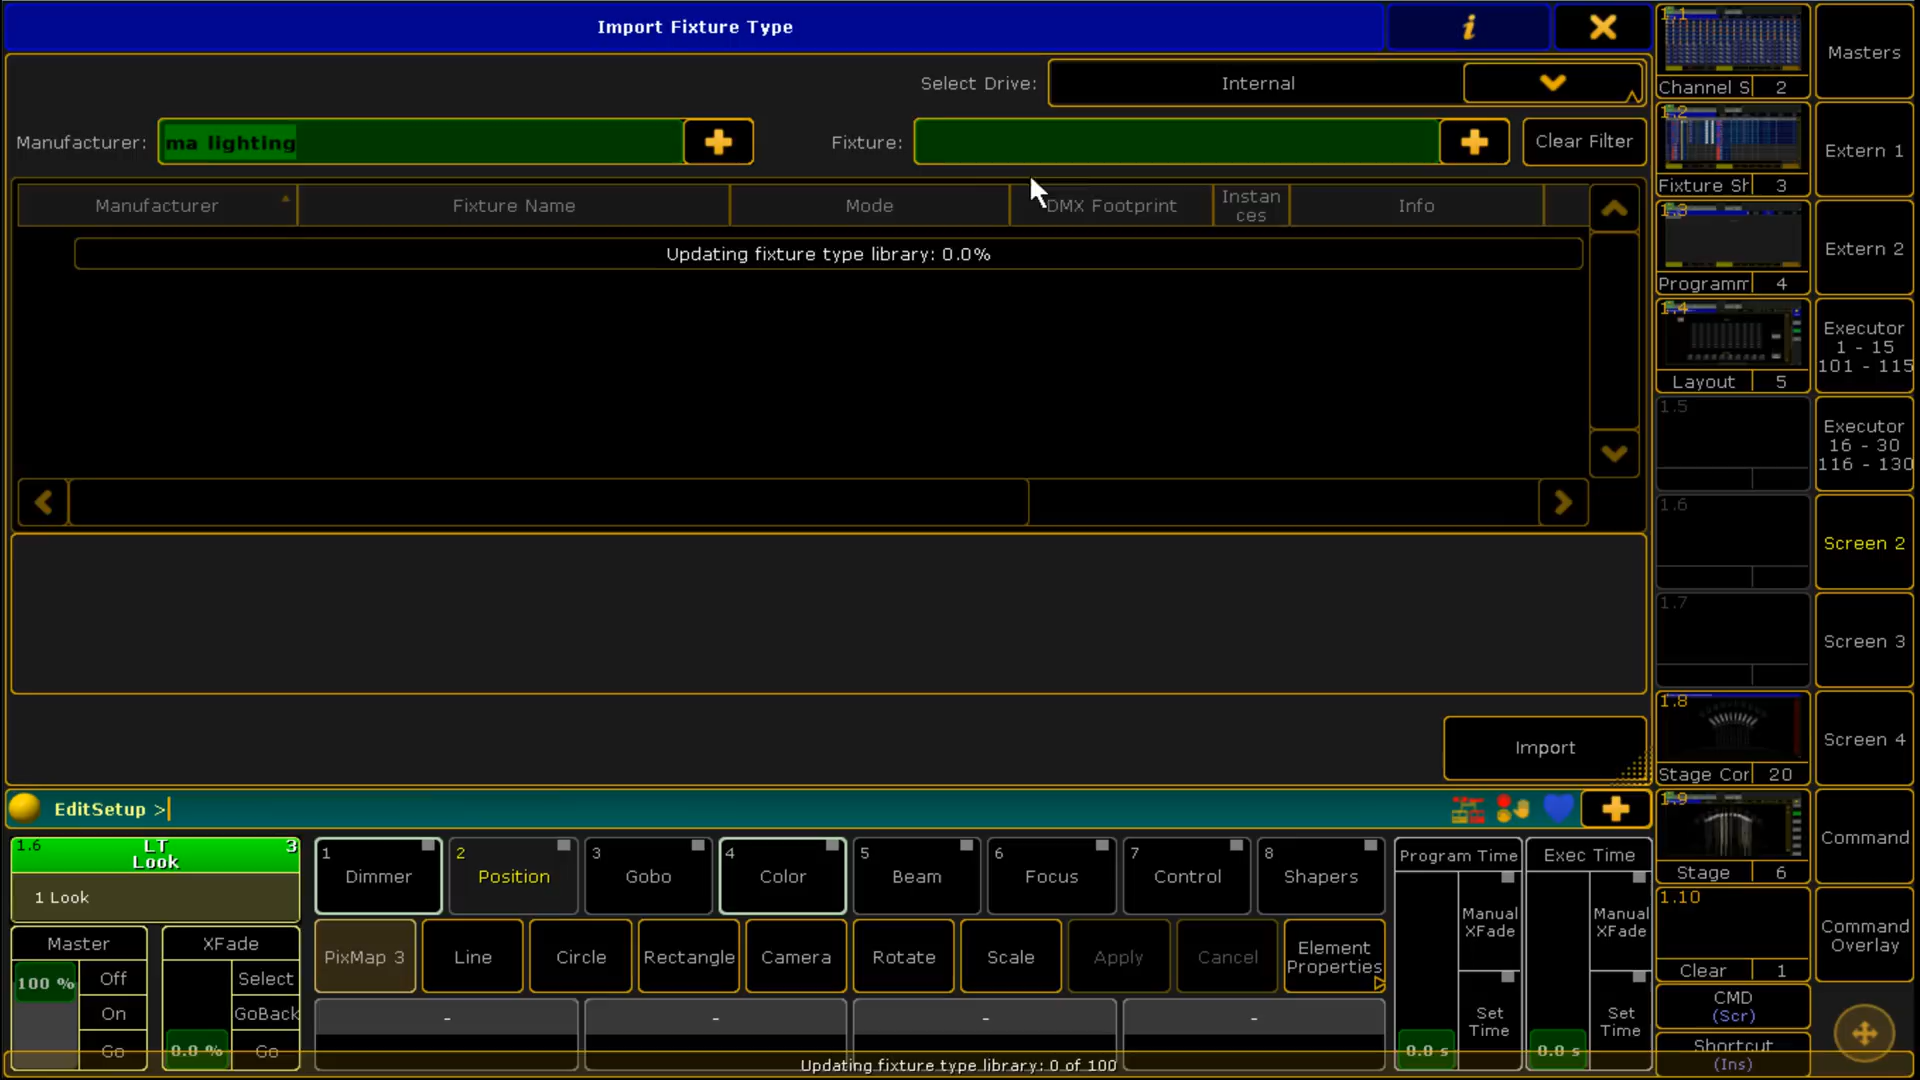 Import Fixture Type
i
Select Drive: Internal
Manufacturer: ma lighting
Fixture:
Clear Filter
Manufacturer
Fixture Name
Mode
DMX Footprint
Instan
ces
Info
Updating fixture type library: 0.0%
Import
EditSetup >
1.6 LT 3
Look
1 Look
Master
100 %
Off
On
Go
XFade
Select
GoBack
0.0 %
Go
1 Dimmer
2 Position
3 Gobo
4 Color
5 Beam
6 Focus
7 Control
8 Shapers
PixMap 3
Line
Circle
Rectangle
Camera
Rotate
Scale
Apply
Cancel
Element
Properties
-
-
-
-
Program Time
Manual
XFade
Set
Time
0.0 s
Exec Time
Manual
XFade
Set
Time
0.0 s
Updating fixture type library: 0 of 100
1.1
Channel S 2
1.2
Fixture Sh 3
1.3
Programm 4
1.4
Layout 5
1.5
1.6
1.7
1.8
Stage Cor 20
1.9
Stage 6
1.10
Clear 1
CMD
(Scr)
Shortcut
(Ins)
Masters
Extern 1
Extern 2
Executor
1 - 15
101 - 115
Executor
16 - 30
116 - 130
Screen 2
Screen 3
Screen 4
Command
Command
Overlay